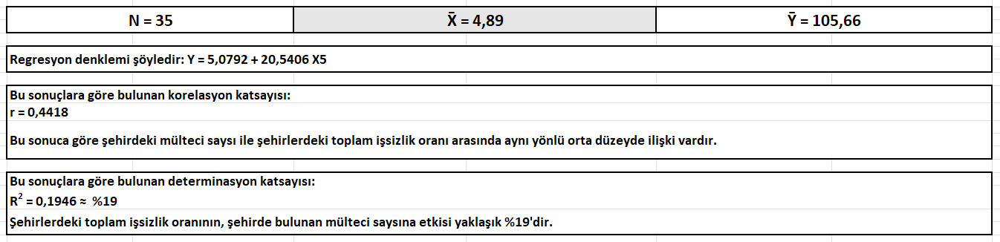 N = 35
X̄ = 4,89
Ȳ = 105,66
Regresyon denklemi şöyledir: Y = 5,0792 + 20,5406 X5
Bu sonuçlara göre bulunan korelasyon katsayısı:
r = 0,4418
Bu sonuca göre şehirdeki mülteci saysı ile şehirlerdeki toplam işsizlik oranı arasında aynı yönlü orta düzeyde ilişki vardır.
Bu sonuçlara göre bulunan determinasyon katsayısı:
R² = 0,1946 ≈ %19
Şehirlerdeki toplam işsizlik oranının, şehirde bulunan mülteci saysına etkisi yaklaşık %19'dir.